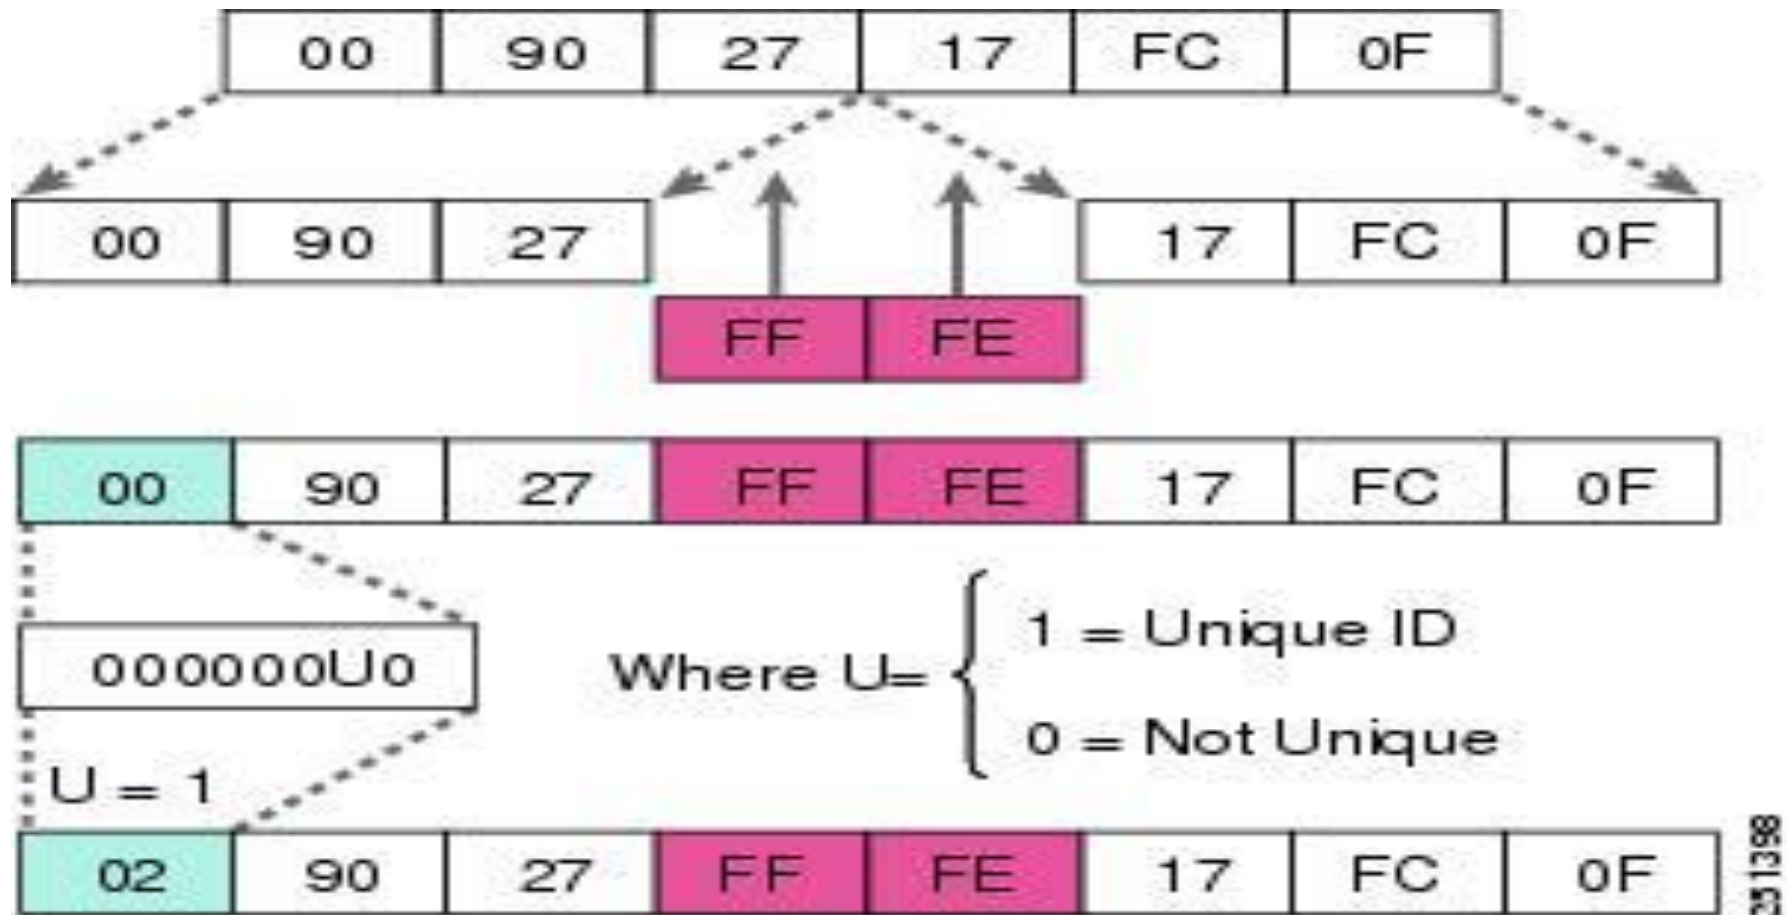 00 90 27 17 FC 0F
00 90 27 17 FC 0F
FF FE
00 90 27 FF FE 17 FC 0F
1 = Unique ID
000000U0 Where U=
0 = Not Unique
U = 1
02 90 27 FF FE 17 FC 0F